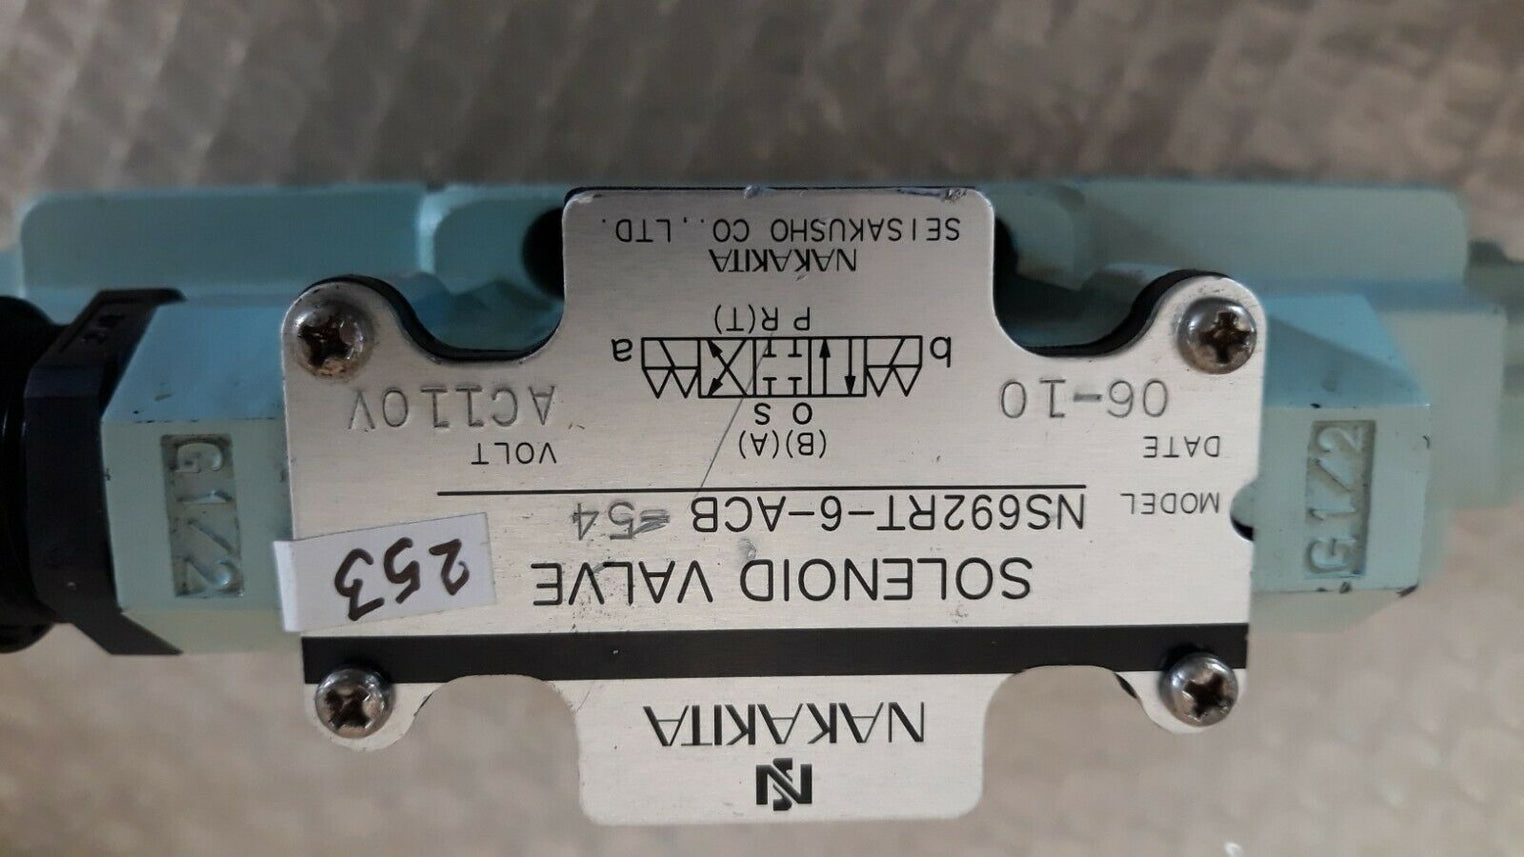 NAKAKITA
SOLENOID VALVE
253
MODEL NS692RT-6-ACB-54
DATE 06-10
(B)(A)
VOLT AC110V
O S
b a
P R(T)
NAKAKITA
SEISAKUSHO CO.,LTD.
G1/2
G1/2